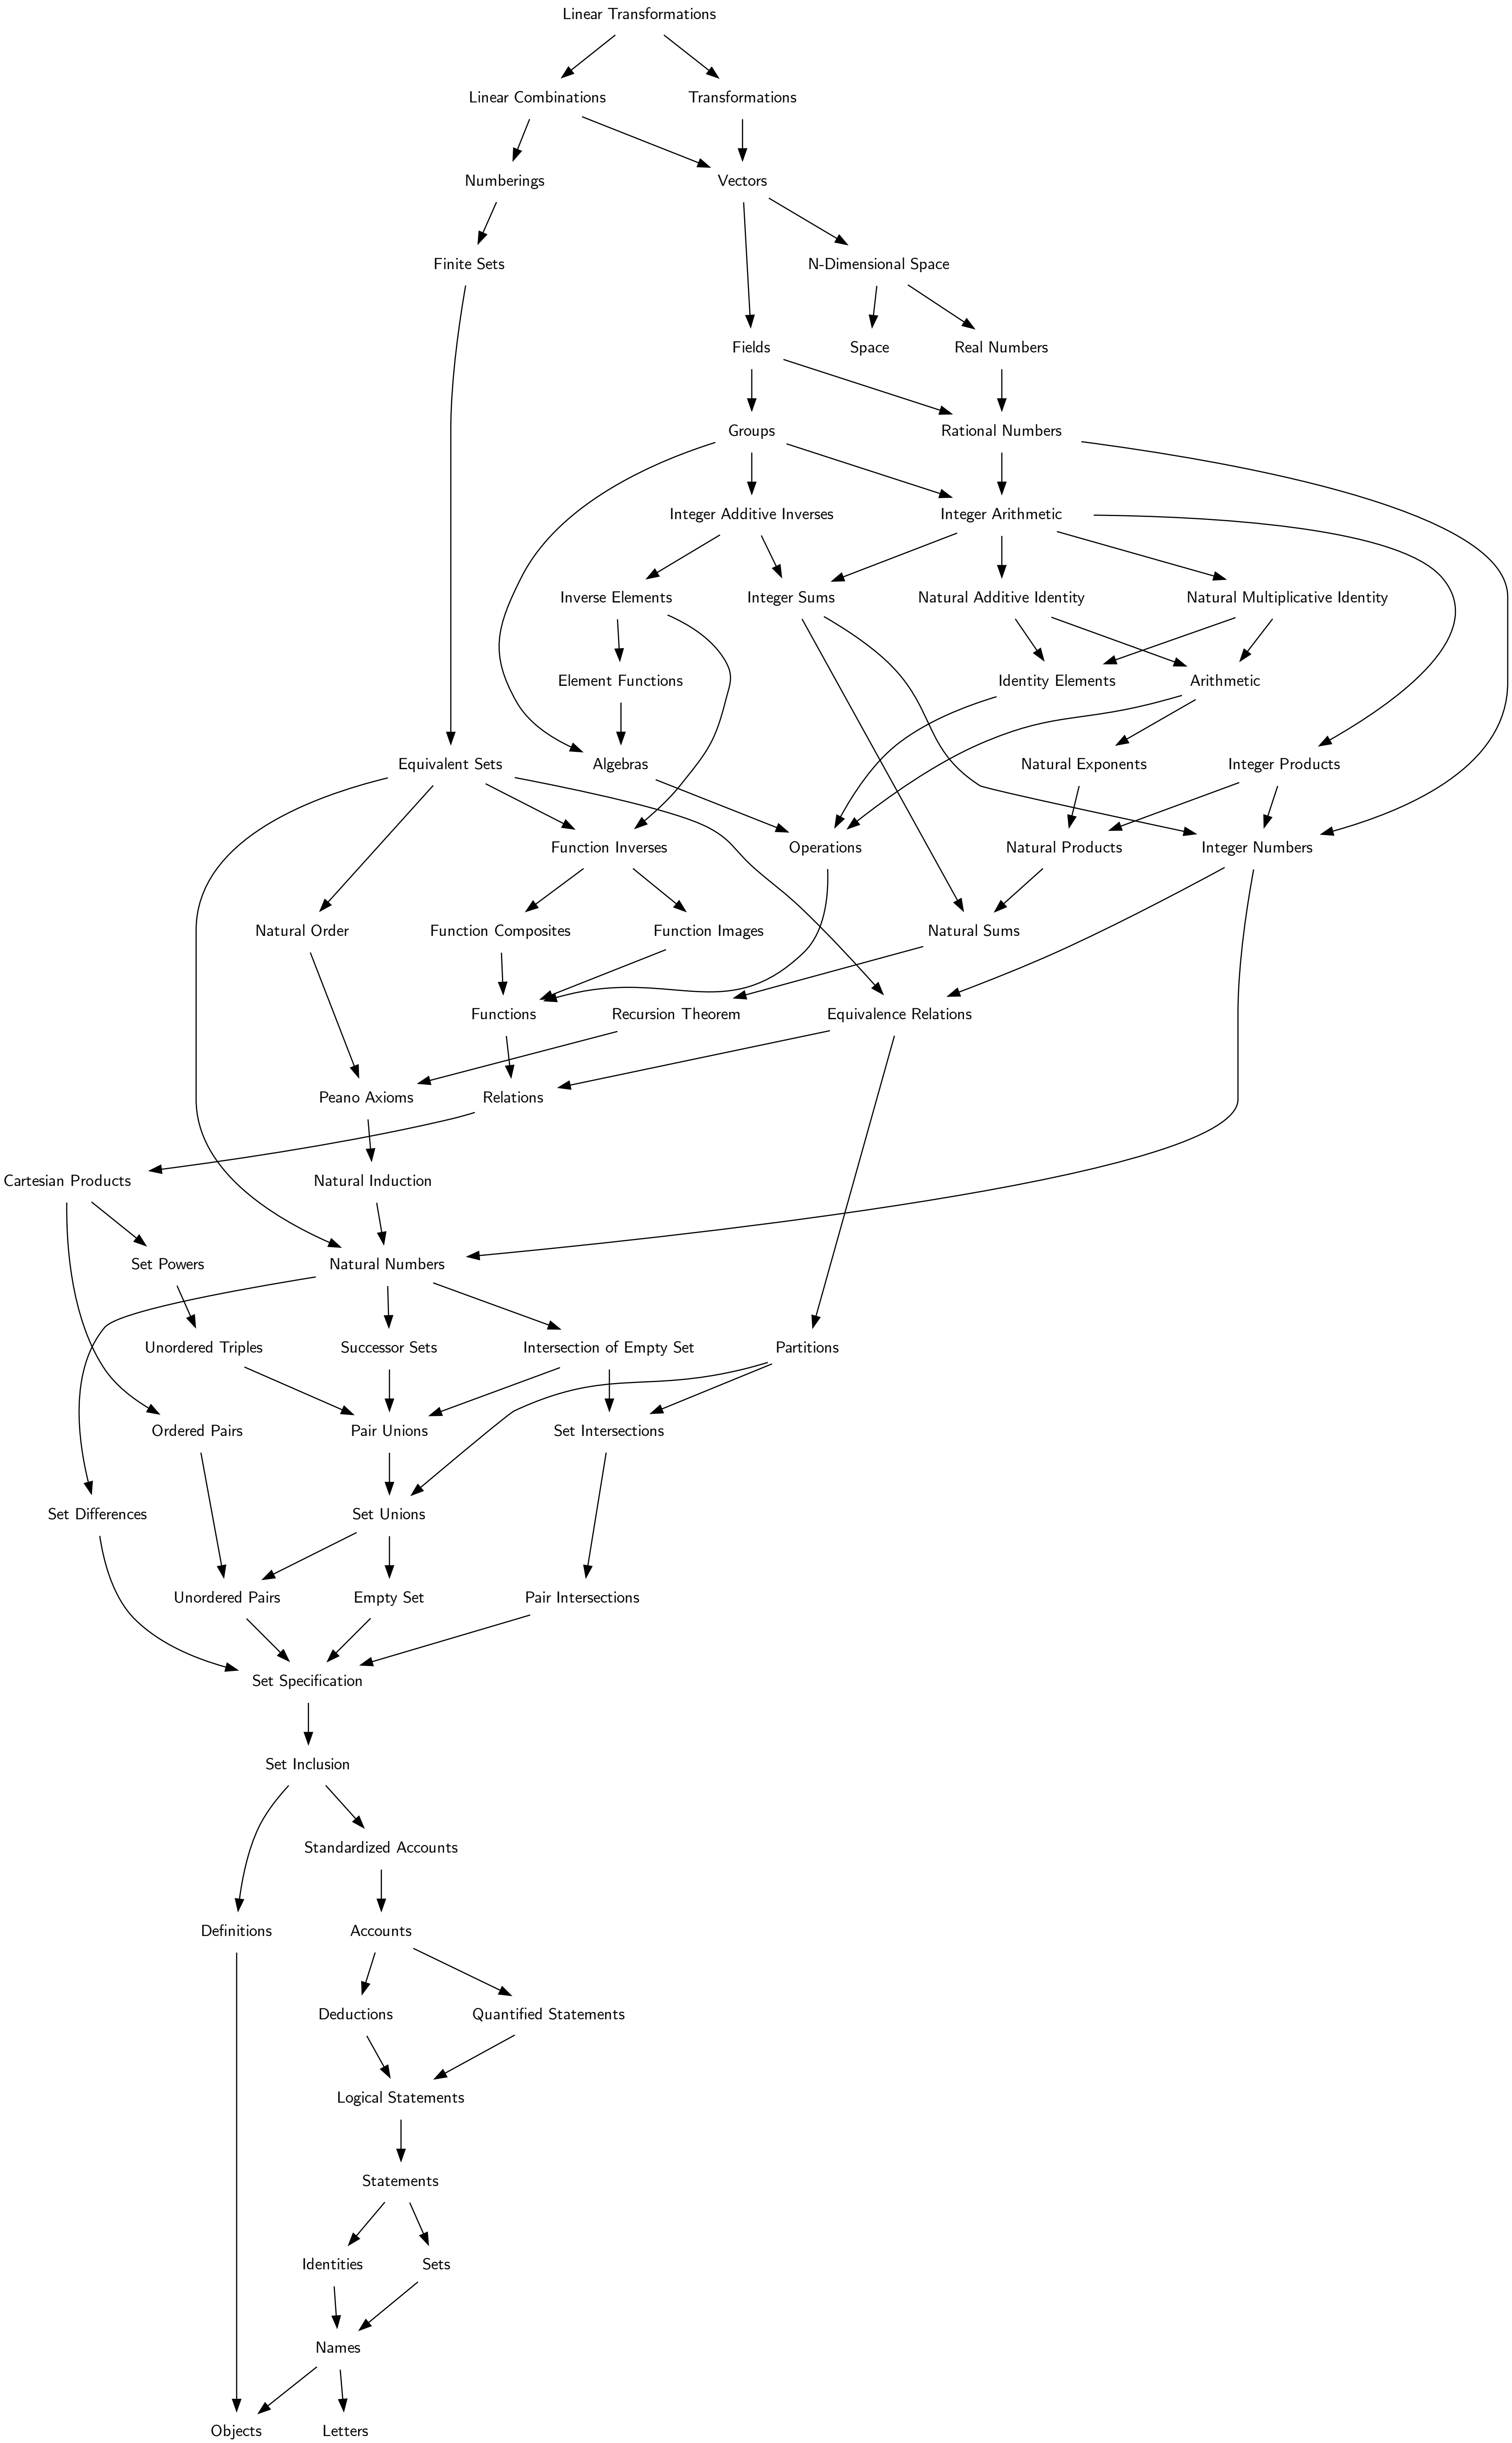 Linear Transformations
Linear Combinations
Transformations
Numberings
Vectors
Finite Sets
N-Dimensional Space
Fields
Space
Real Numbers
Groups
Rational Numbers
Integer Additive Inverses
Integer Arithmetic
Inverse Elements
Integer Sums
Natural Additive Identity
Natural Multiplicative Identity
Element Functions
Identity Elements
Arithmetic
Equivalent Sets
Algebras
Natural Exponents
Integer Products
Function Inverses
Operations
Natural Products
Integer Numbers
Natural Order
Function Composites
Function Images
Natural Sums
Functions
Recursion Theorem
Equivalence Relations
Peano Axioms
Relations
Cartesian Products
Natural Induction
Set Powers
Natural Numbers
Unordered Triples
Successor Sets
Intersection of Empty Set
Partitions
Ordered Pairs
Pair Unions
Set Intersections
Set Differences
Set Unions
Unordered Pairs
Empty Set
Pair Intersections
Set Specification
Set Inclusion
Standardized Accounts
Definitions
Accounts
Deductions
Quantified Statements
Logical Statements
Statements
Identities
Sets
Names
Objects
Letters